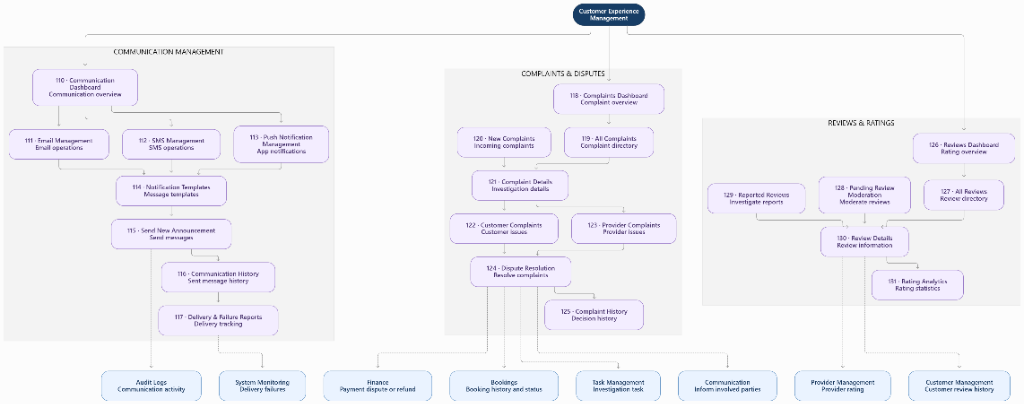 Customer Experience
Management
COMMUNICATION MANAGEMENT
110 - Communication
Dashboard
Communication overview
111 - Email Management
Email operations
112 - SMS Management
SMS operations
113 - Push Notification
Management
App notifications
114 - Notification Templates
Message templates
115 - Send New Announcement
Send messages
116 - Communication History
Sent message history
117 - Delivery & Failure Reports
Delivery tracking
COMPLAINTS & DISPUTES
118 - Complaints Dashboard
Complaint overview
120 - New Complaints
Incoming complaints
119 - All Complaints
Complaint directory
121 - Complaint Details
Investigation details
122 - Customer Complaints
Customer issues
123 - Provider Complaints
Provider issues
124 - Dispute Resolution
Resolve complaints
125 - Complaint History
Decision history
REVIEWS & RATINGS
126 - Reviews Dashboard
Rating overview
129 - Reported Reviews
Investigate reports
128 - Pending Review
Moderation
Moderate reviews
127 - All Reviews
Review directory
130 - Review Details
Review information
131 - Rating Analytics
Rating statistics
Audit Logs
Communication activity
System Monitoring
Delivery failures
Finance
Payment dispute or refund
Bookings
Booking history and status
Task Management
Investigation task
Communication
Inform involved parties
Provider Management
Provider rating
Customer Management
Customer review history